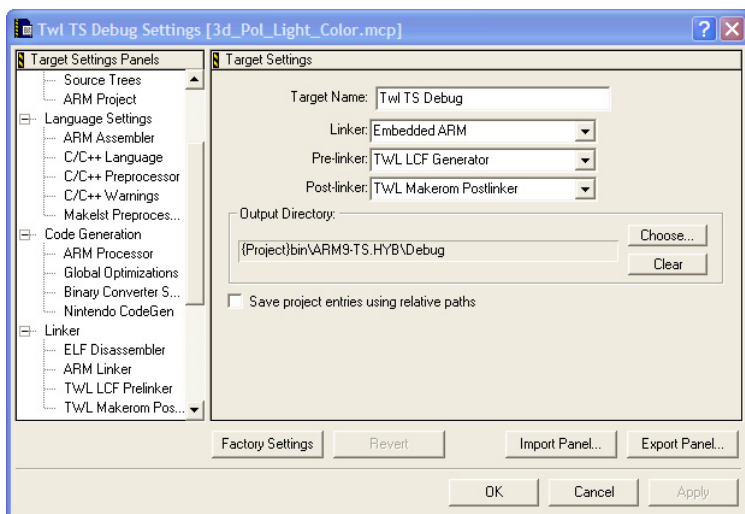 Twl TS Debug Settings [3d_Pol_Light_Color.mcp]
Target Settings Panels
Source Trees
ARM Project
Language Settings
ARM Assembler
C/C++ Language
C/C++ Preprocessor
C/C++ Warnings
Makelst Preproces...
Code Generation
ARM Processor
Global Optimizations
Binary Converter S...
Nintendo CodeGen
Linker
ELF Disassembler
ARM Linker
TWL LCF Prelinker
TWL Makerom Pos...
Target Settings
Target Name: Twl TS Debug
Linker: Embedded ARM
Pre-linker: TWL LCF Generator
Post-linker: TWL Makerom Postlinker
Output Directory:
{Project}bin\ARM9-TS.HYB\Debug
Choose...
Clear
Save project entries using relative paths
Factory Settings
Revert
Import Panel...
Export Panel...
OK
Cancel
Apply